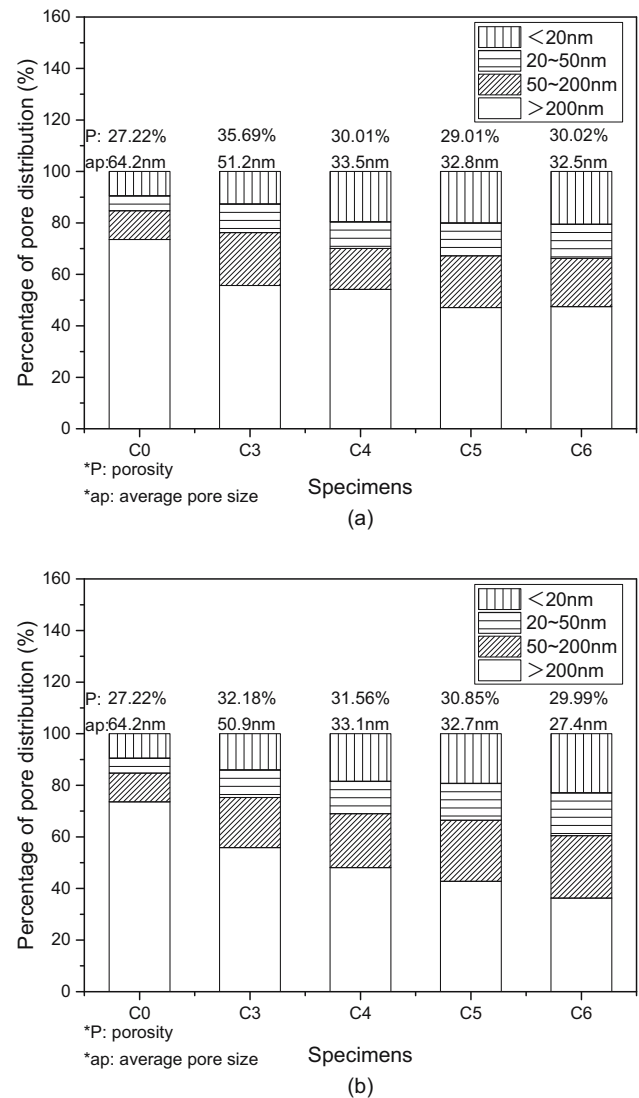 160
140
120
100
80
60
40
20
0
Percentage of pore distribution (%)
<20nm
20~50nm
50~200nm
>200nm
P: 27.22% 35.69% 30.01% 29.01% 30.02%
ap:64.2nm 51.2nm 33.5nm 32.8nm 32.5nm
C0 C3 C4 C5 C6
*P: porosity
Specimens
*ap: average pore size
(a)
160
140
120
100
80
60
40
20
0
Percentage of pore distribution (%)
<20nm
20~50nm
50~200nm
>200nm
P: 27.22% 32.18% 31.56% 30.85% 29.99%
ap:64.2nm 50.9nm 33.1nm 32.7nm 27.4nm
C0 C3 C4 C5 C6
*P: porosity
Specimens
*ap: average pore size
(b)